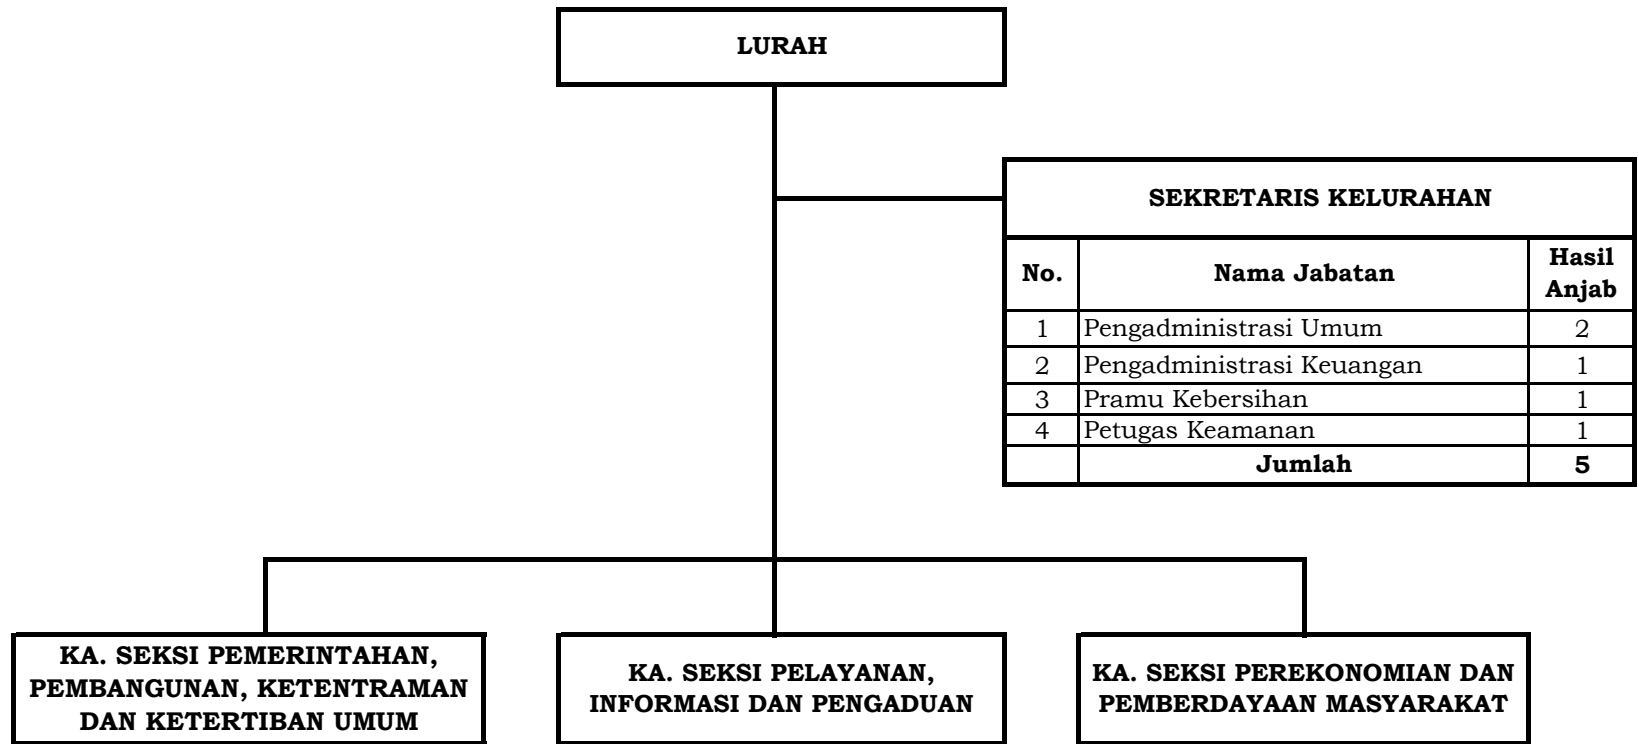 LURAH
SEKRETARIS KELURAHAN
No. Nama Jabatan Hasil Anjab
1 Pengadministrasi Umum 2
2 Pengadministrasi Keuangan 1
3 Pramu Kebersihan 1
4 Petugas Keamanan 1
Jumlah 5
KA. SEKSI PEMERINTAHAN,
PEMBANGUNAN, KETENTRAMAN
DAN KETERTIBAN UMUM
KA. SEKSI PELAYANAN,
INFORMASI DAN PENGADUAN
KA. SEKSI PEREKONOMIAN DAN
PEMBERDAYAAN MASYARAKAT